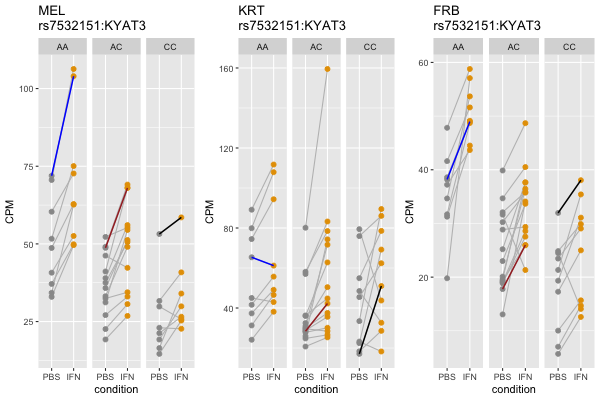 MEL
rs7532151:KYAT3
AA AC CC
CPM
100
75
50
25
PBS IFN PBS IFN PBS IFN
condition
KRT
rs7532151:KYAT3
AA AC CC
CPM
160
120
80
40
PBS IFN PBS IFN PBS IFN
condition
FRB
rs7532151:KYAT3
AA AC CC
CPM
60
40
20
PBS IFN PBS IFN PBS IFN
condition